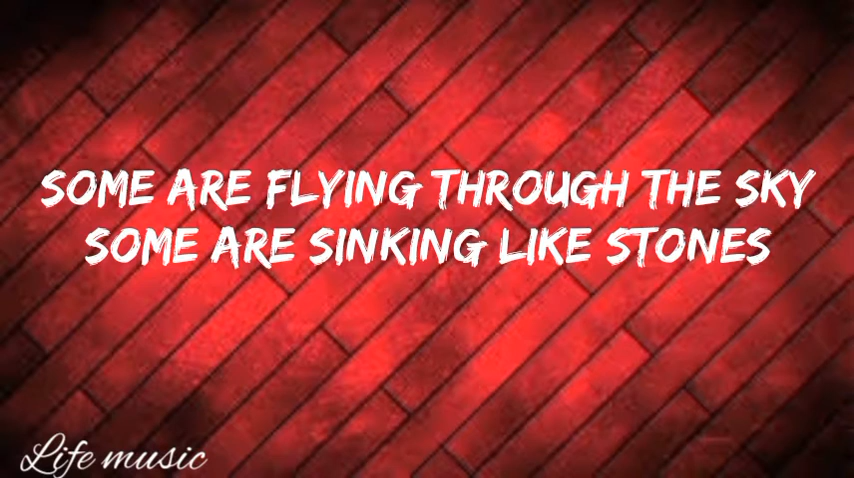 SOME ARE FLYING THROUGH THE SKY
SOME ARE SINKING LIKE STONES
Life music